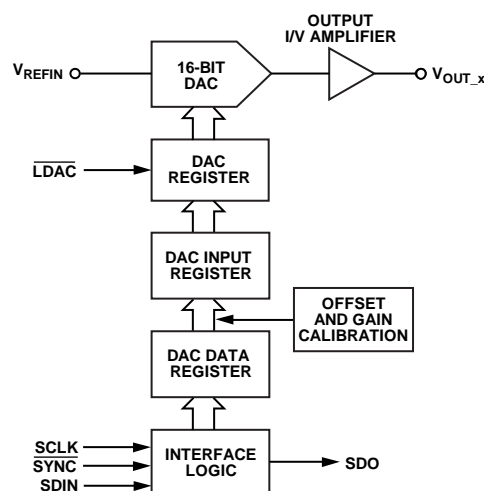 OUTPUT
I/V AMPLIFIER
VREFIN
16-BIT
DAC
VOUT_x
LDAC
DAC
REGISTER
DAC INPUT
REGISTER
OFFSET
AND GAIN
CALIBRATION
DAC DATA
REGISTER
SCLK
SYNC
SDIN
INTERFACE
LOGIC
SDO